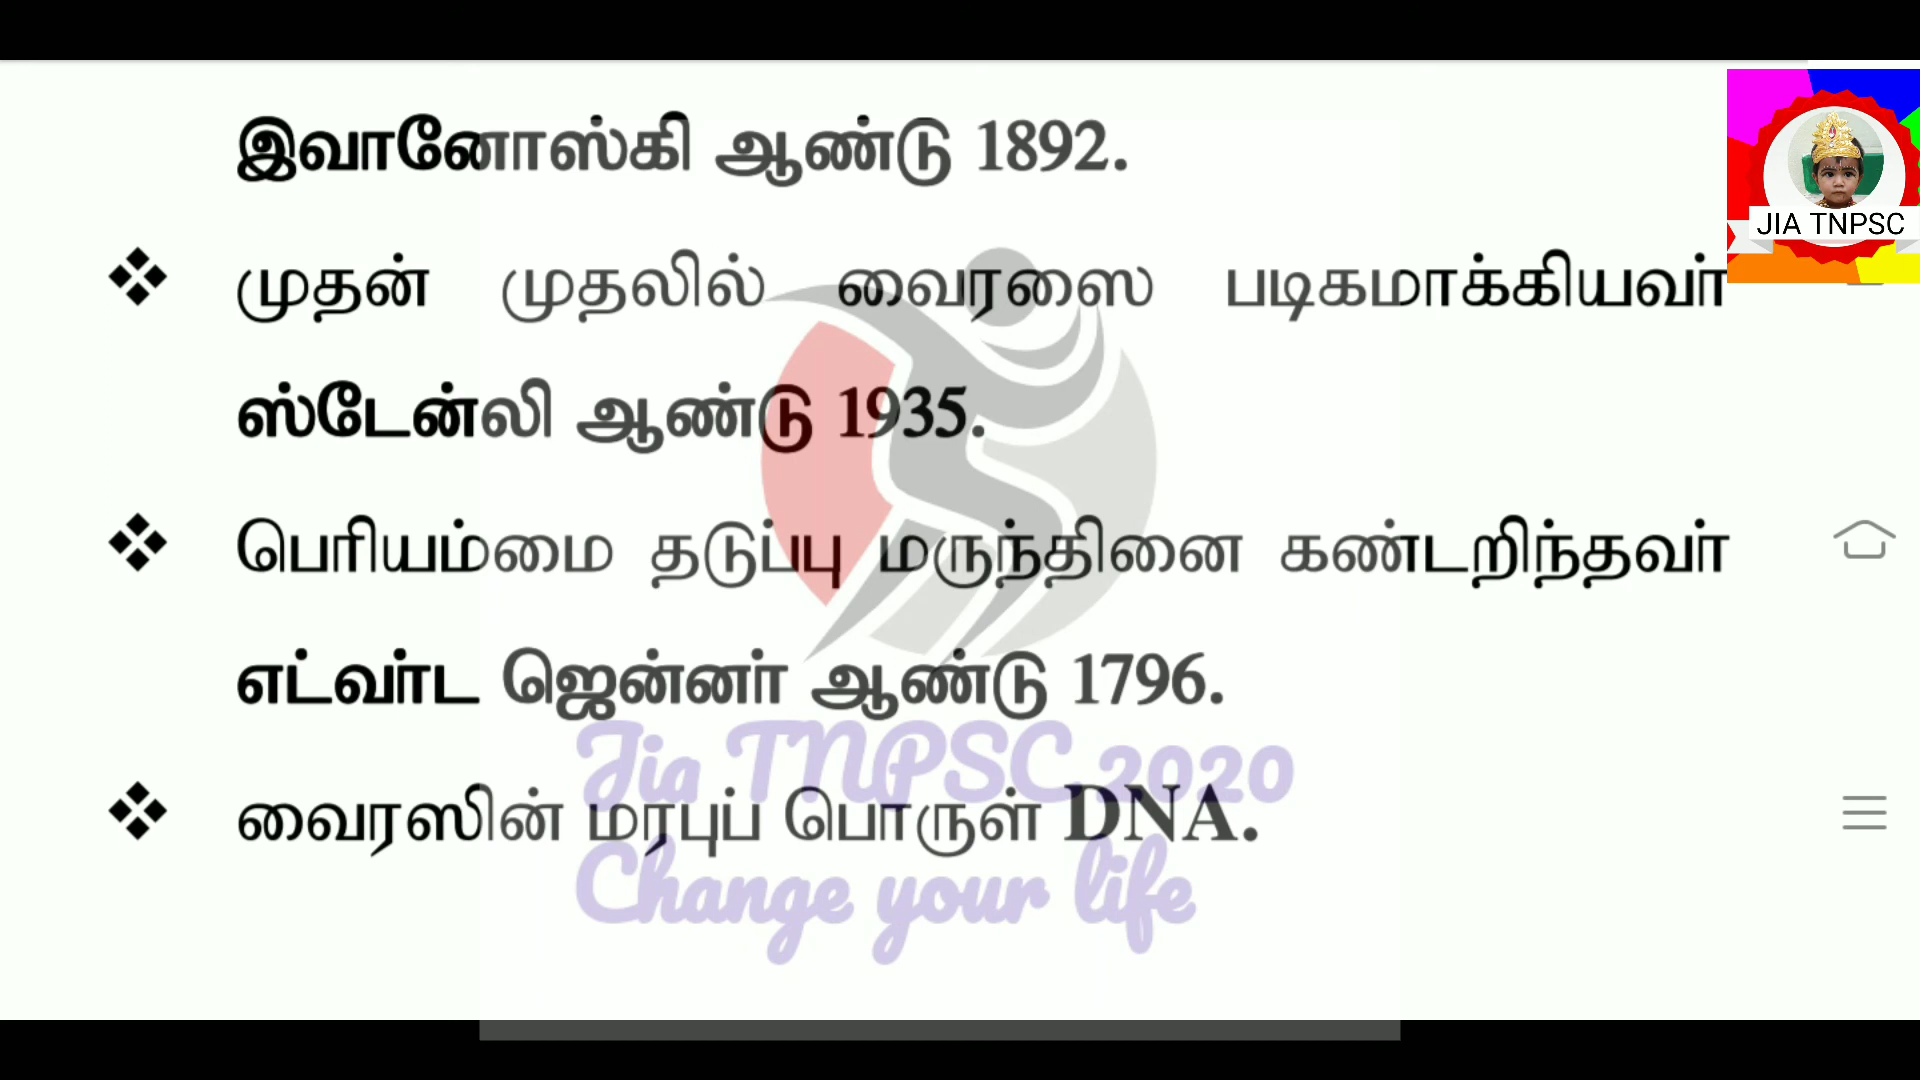 இவானோஸ்கி ஆண்டு 1892.
JIA TNPSC
❖ முதன் முதலில் வைரஸை படிகமாக்கியவர்
ஸ்டேன்லி ஆண்டு 1935.
❖ பெரியம்மை தடுப்பு மருந்தினை கண்டறிந்தவர்
எட்வர்ட ஜென்னர் ஆண்டு 1796.
Jia TNPSC 2020
❖ வைரஸின் மரபுப் பொருள் DNA.
Change your life